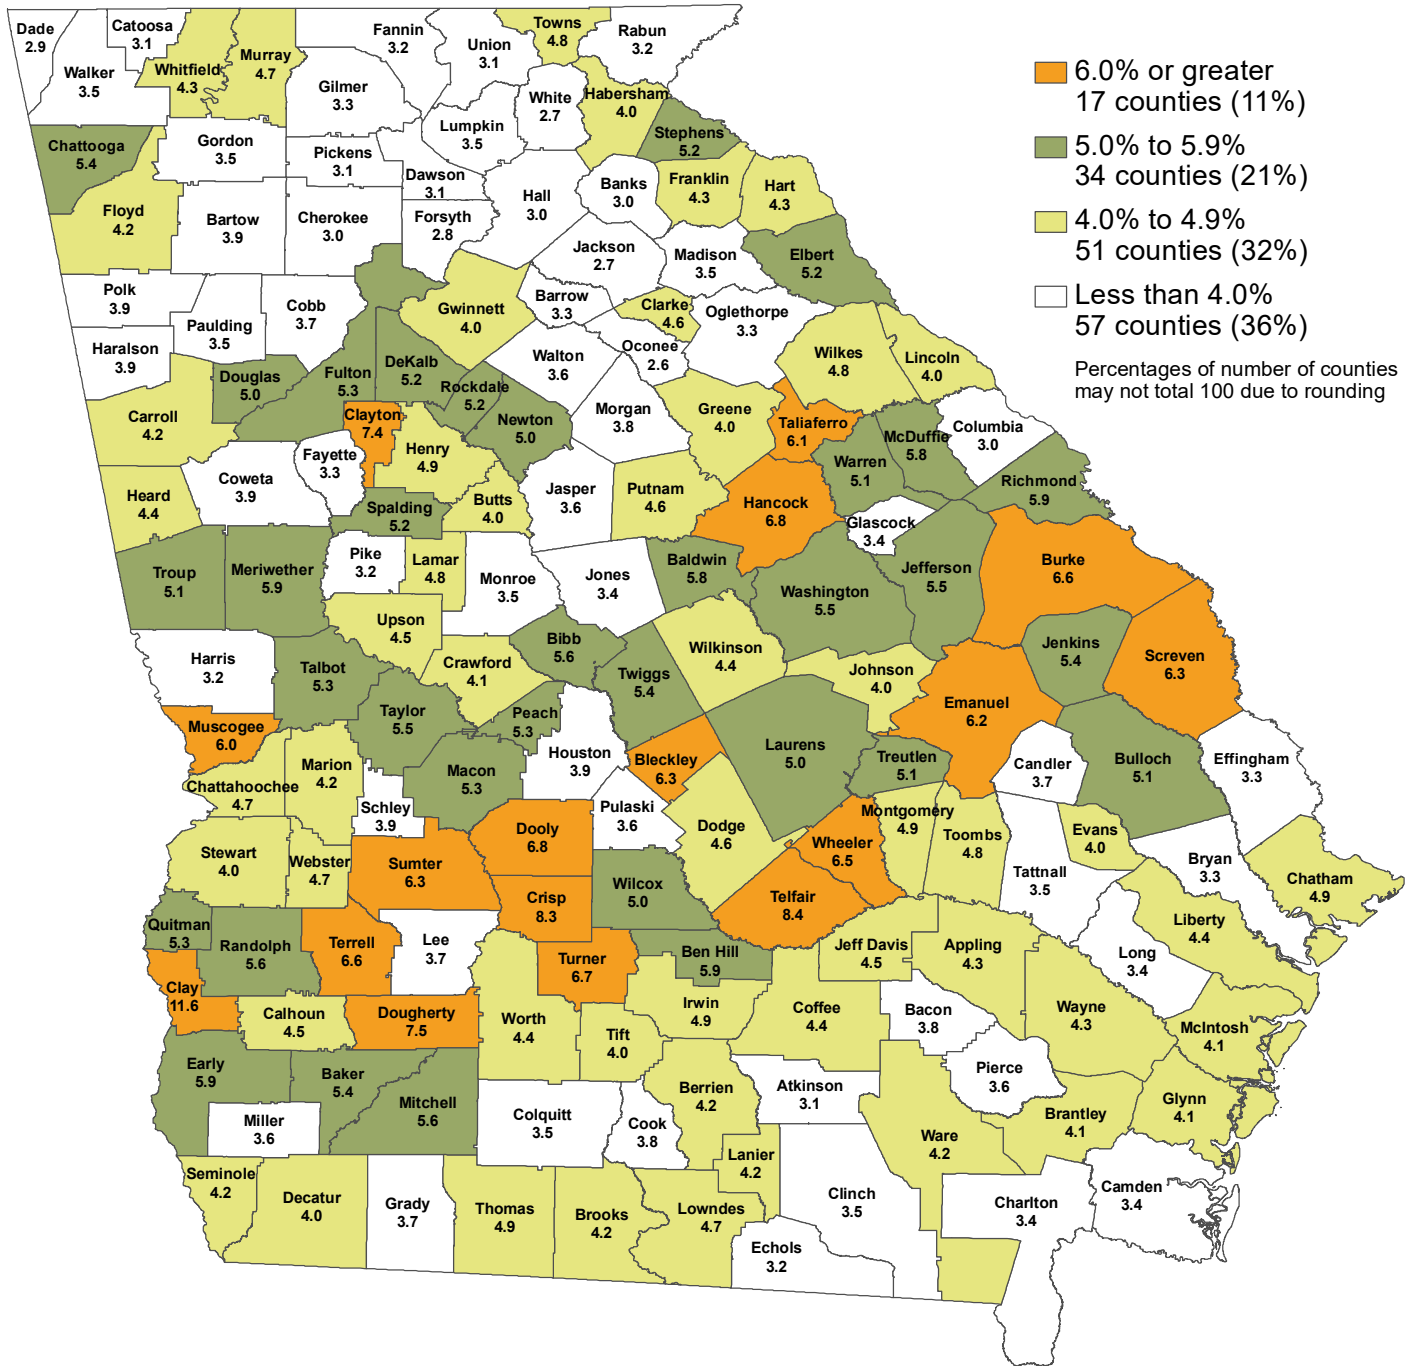 Dade
2.9
Catoosa
3.1
Walker
3.5
Whitfield
4.3
Murray
4.7
Fannin
3.2
Gilmer
3.3
Union
3.1
Towns
4.8
Rabun
3.2
White
2.7
Habersham
4.0
Lumpkin
3.5
Stephens
5.2
Chattooga
5.4
Gordon
3.5
Pickens
3.1
Dawson
3.1
Hall
3.0
Banks
3.0
Franklin
4.3
Hart
4.3
Floyd
4.2
Bartow
3.9
Cherokee
3.0
Forsyth
2.8
Jackson
2.7
Madison
3.5
Elbert
5.2
Polk
3.9
Paulding
3.5
Cobb
3.7
Gwinnett
4.0
Barrow
3.3
Clarke
4.6
Oglethorpe
3.3
Haralson
3.9
Douglas
5.0
Fulton
5.3
DeKalb
5.2
Rockdale
5.2
Walton
3.6
Oconee
2.6
Wilkes
4.8
Lincoln
4.0
Carroll
4.2
Clayton
7.4
Newton
5.0
Morgan
3.8
Greene
4.0
Taliaferro
6.1
McDuffie
5.8
Columbia
3.0
Coweta
3.9
Fayette
3.3
Henry
4.9
Warren
5.1
Richmond
5.9
Heard
4.4
Spalding
5.2
Butts
4.0
Jasper
3.6
Putnam
4.6
Hancock
6.8
Glascock
3.4
Troup
5.1
Meriwether
5.9
Pike
3.2
Lamar
4.8
Monroe
3.5
Jones
3.4
Baldwin
5.8
Washington
5.5
Jefferson
5.5
Burke
6.6
Upson
4.5
Harris
3.2
Talbot
5.3
Crawford
4.1
Bibb
5.6
Twiggs
5.4
Wilkinson
4.4
Johnson
4.0
Jenkins
5.4
Screven
6.3
Muscogee
6.0
Taylor
5.5
Peach
5.3
Emanuel
6.2
Chattahoochee
4.7
Marion
4.2
Schley
3.9
Macon
5.3
Houston
3.9
Bleckley
6.3
Laurens
5.0
Treutlen
5.1
Candler
3.7
Bulloch
5.1
Effingham
3.3
Stewart
4.0
Webster
4.7
Sumter
6.3
Dooly
6.8
Pulaski
3.6
Dodge
4.6
Wheeler
6.5
Montgomery
4.9
Toombs
4.8
Evans
4.0
Tattnall
3.5
Bryan
3.3
Chatham
4.9
Quitman
5.3
Randolph
5.6
Terrell
6.6
Lee
3.7
Crisp
8.3
Wilcox
5.0
Telfair
8.4
Liberty
4.4
Clay
11.6
Turner
6.7
Ben Hill
5.9
Jeff Davis
4.5
Appling
4.3
Long
3.4
Calhoun
4.5
Dougherty
7.5
Worth
4.4
Tift
4.0
Irwin
4.9
Coffee
4.4
Bacon
3.8
Wayne
4.3
McIntosh
4.1
Early
5.9
Baker
5.4
Mitchell
5.6
Miller
3.6
Colquitt
3.5
Cook
3.8
Berrien
4.2
Atkinson
3.1
Pierce
3.6
Brantley
4.1
Glynn
4.1
Ware
4.2
Seminole
4.2
Decatur
4.0
Grady
3.7
Thomas
4.9
Brooks
4.2
Lanier
4.2
Lowndes
4.7
Clinch
3.5
Echols
3.2
Charlton
3.4
Camden
3.4
6.0% or greater
17 counties (11%)
5.0% to 5.9%
34 counties (21%)
4.0% to 4.9%
51 counties (32%)
Less than 4.0%
57 counties (36%)
Percentages of number of counties
may not total 100 due to rounding